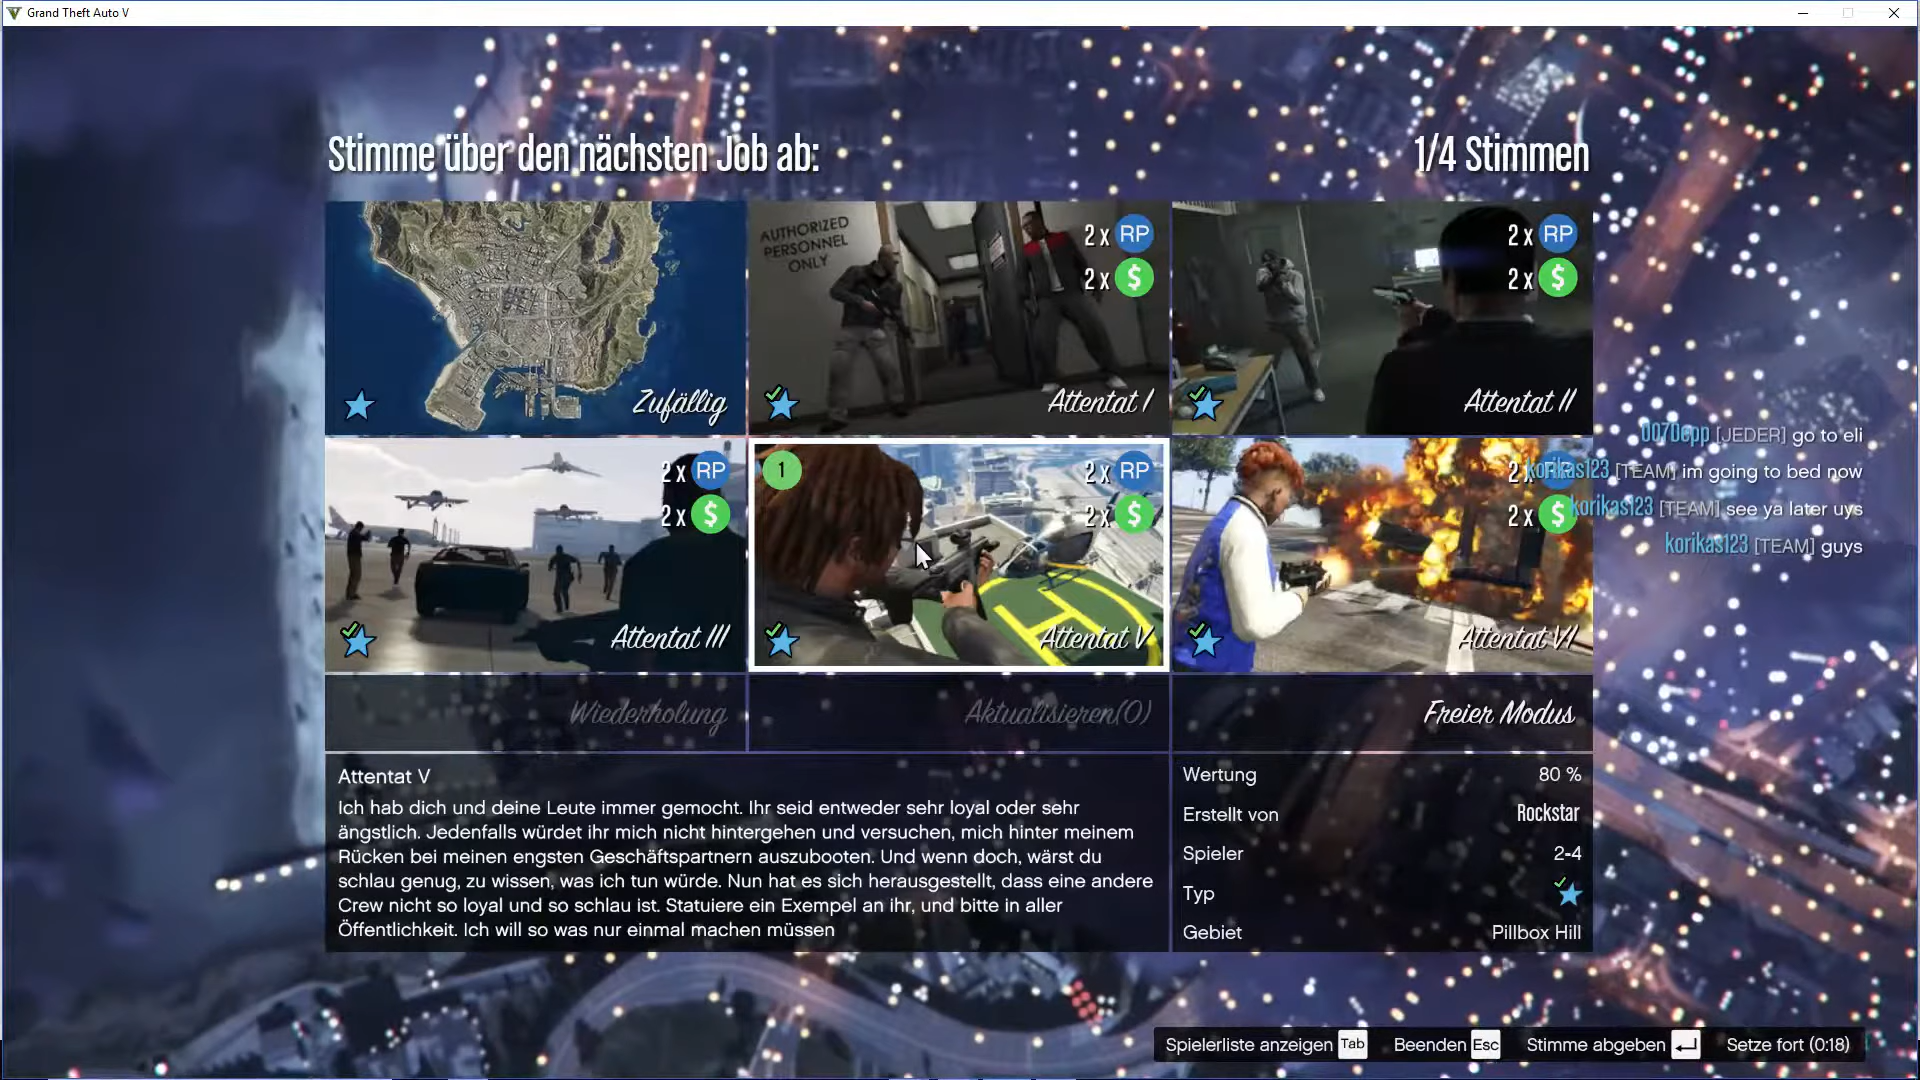 Grand Theft Auto V
Stimme über den nächsten Job ab:
1/4 Stimmen
Zufällig
AUTHORIZED
PERSONNEL
ONLY
2 x RP
2 x $
Attentat I
2 x RP
2 x $
Attentat II
2 x RP
2 x $
Attentat III
1
2 x RP
2 x $
Attentat V
2 x
2 x $
Attentat VI
0070epp [JEDER] go to eli
korikas123 [TEAM] im going to bed now
korikas123 [TEAM] see ya later uys
korikas123 [TEAM] guys
Wiederholung
Aktualisieren(0)
Freier Modus
Attentat V
Ich hab dich und deine Leute immer gemocht. Ihr seid entweder sehr loyal oder sehr
ängstlich. Jedenfalls würdet ihr mich nicht hintergehen und versuchen, mich hinter meinem
Rücken bei meinen engsten Geschäftspartnern auszubooten. Und wenn doch, wärst du
schlau genug, zu wissen, was ich tun würde. Nun hat es sich herausgestellt, dass eine andere
Crew nicht so loyal und so schlau ist. Statuiere ein Exempel an ihr, und bitte in aller
Öffentlichkeit. Ich will so was nur einmal machen müssen
Wertung 80 %
Erstellt von Rockstar
Spieler 2-4
Typ
Gebiet Pillbox Hill
Spielerliste anzeigen Tab Beenden Esc Stimme abgeben Setze fort (0:18)